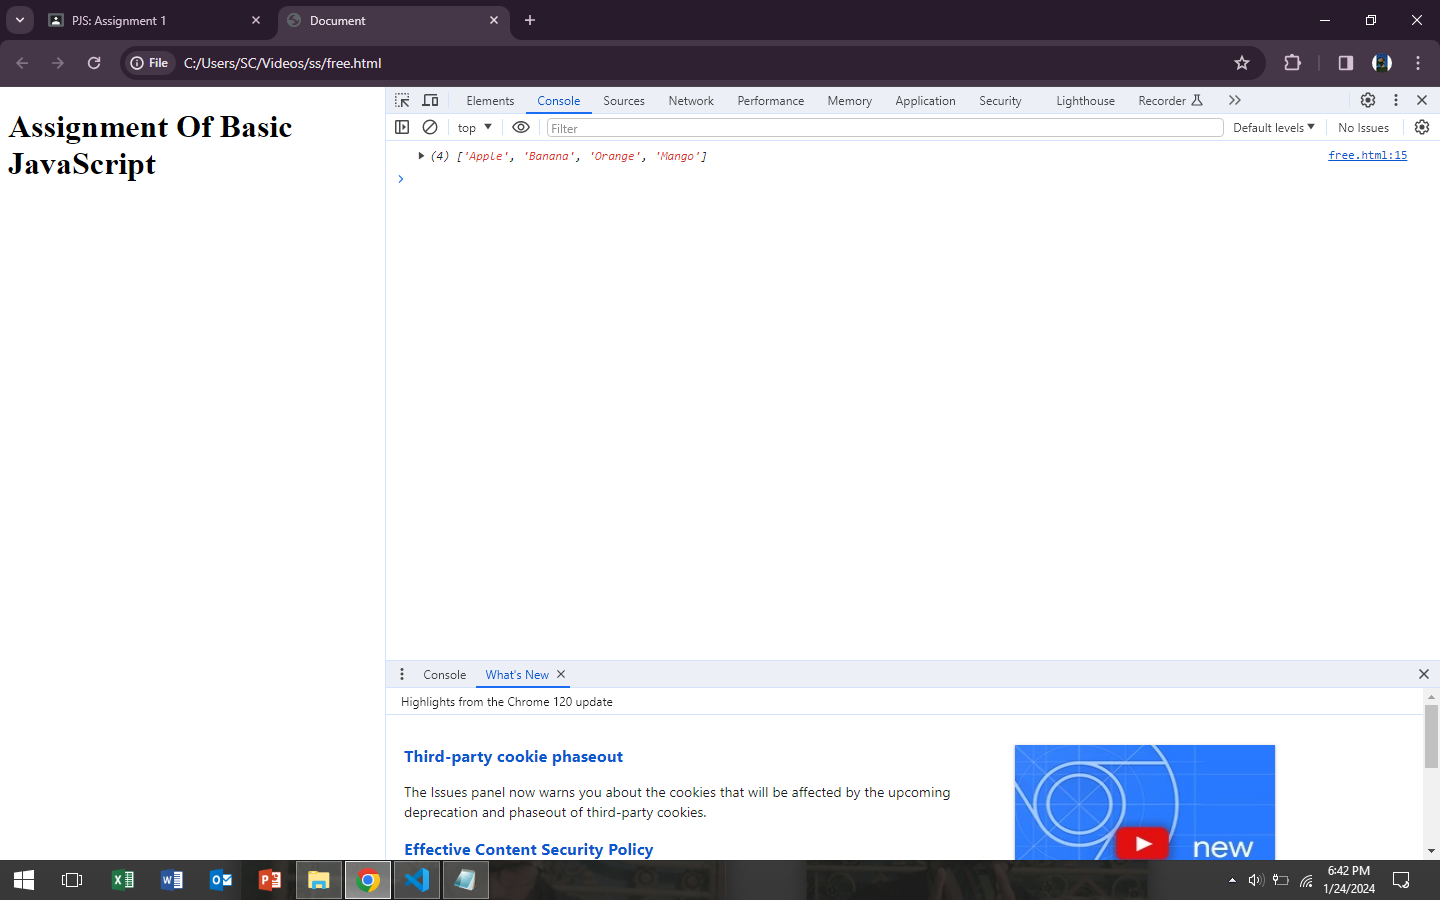 PJS: Assignment 1
Document
File
C:/Users/SC/Videos/ss/free.html
Assignment Of Basic
JavaScript
Elements Console Sources Network Performance Memory Application Security Lighthouse Recorder
top
Filter
Default levels
No Issues
(4) ['Apple', 'Banana', 'Orange', 'Mango']
free.html:15
Console What's New
Highlights from the Chrome 120 update
Third-party cookie phaseout
The Issues panel now warns you about the cookies that will be affected by the upcoming
deprecation and phaseout of third-party cookies.
Effective Content Security Policy
new
6:42 PM
1/24/2024